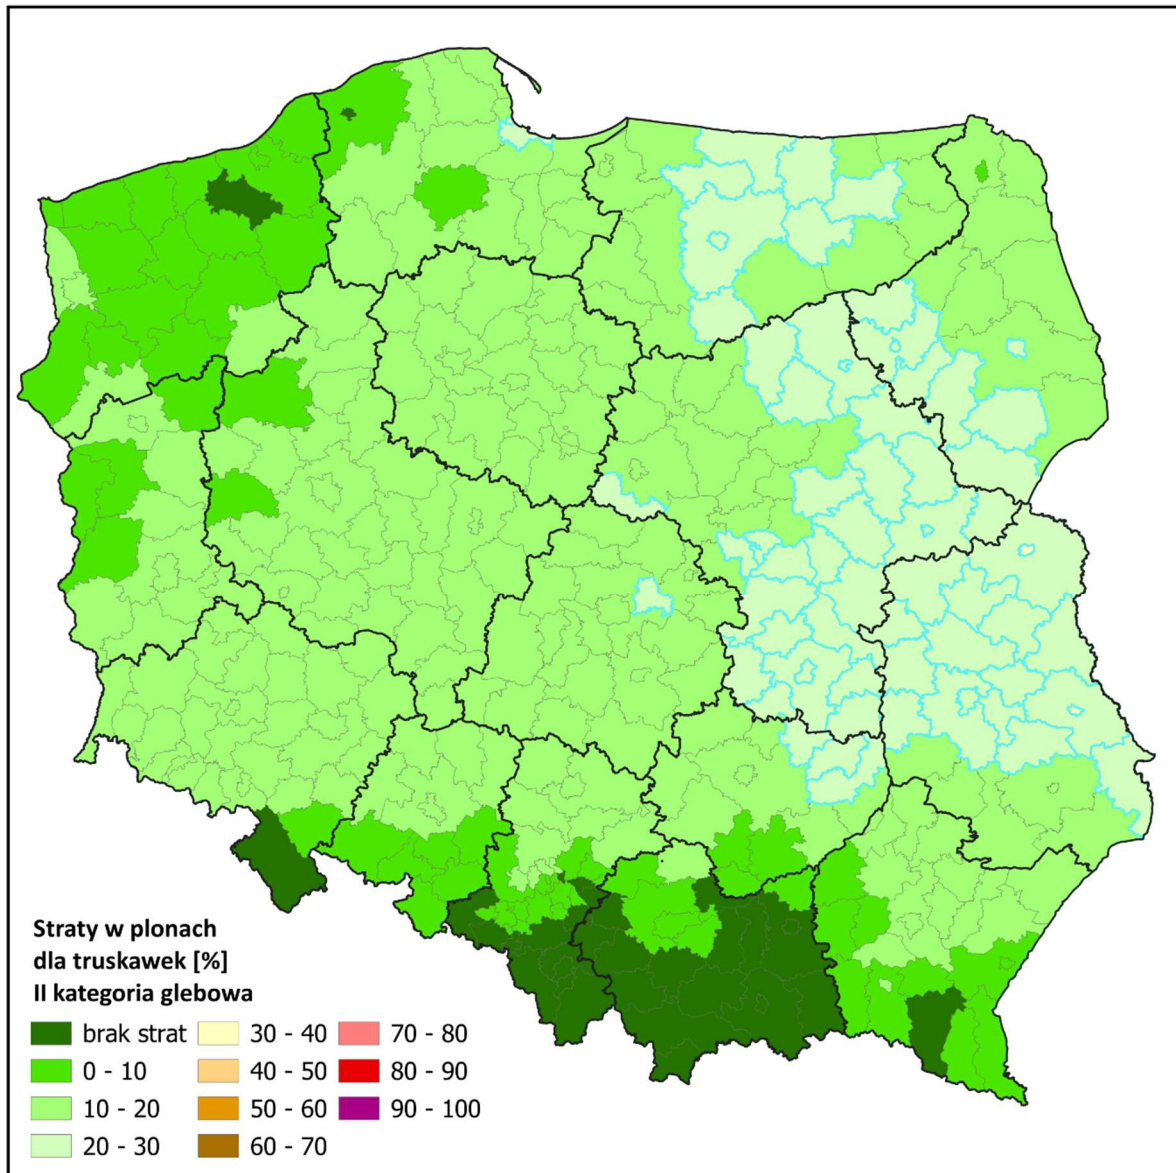 Straty w plonach
dla truskawek [%]
II kategoria glebowa
brak strat
0 - 10
10 - 20
20 - 30
30 - 40
40 - 50
50 - 60
60 - 70
70 - 80
80 - 90
90 - 100